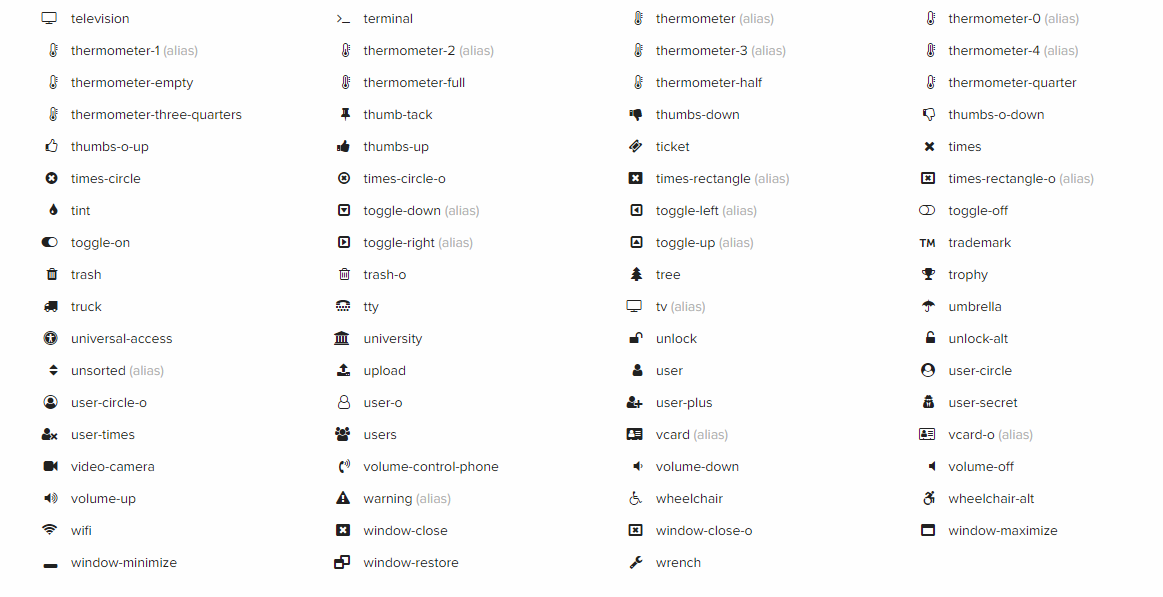 television terminal thermometer (alias) thermometer-0 (alias)
thermometer-1 (alias) thermometer-2 (alias) thermometer-3 (alias) thermometer-4 (alias)
thermometer-empty thermometer-full thermometer-half thermometer-quarter
thermometer-three-quarters thumb-tack thumbs-down thumbs-o-down
thumbs-o-up thumbs-up ticket times
times-circle times-circle-o times-rectangle (alias) times-rectangle-o (alias)
tint toggle-down (alias) toggle-left (alias) toggle-off
toggle-on toggle-right (alias) toggle-up (alias) TM trademark
trash trash-o tree trophy
truck tty tv (alias) umbrella
universal-access university unlock unlock-alt
unsorted (alias) upload user user-circle
user-circle-o user-o user-plus user-secret
user-times users vcard (alias) vcard-o (alias)
video-camera volume-control-phone volume-down volume-off
volume-up warning (alias) wheelchair wheelchair-alt
wifi window-close window-close-o window-maximize
window-minimize window-restore wrench